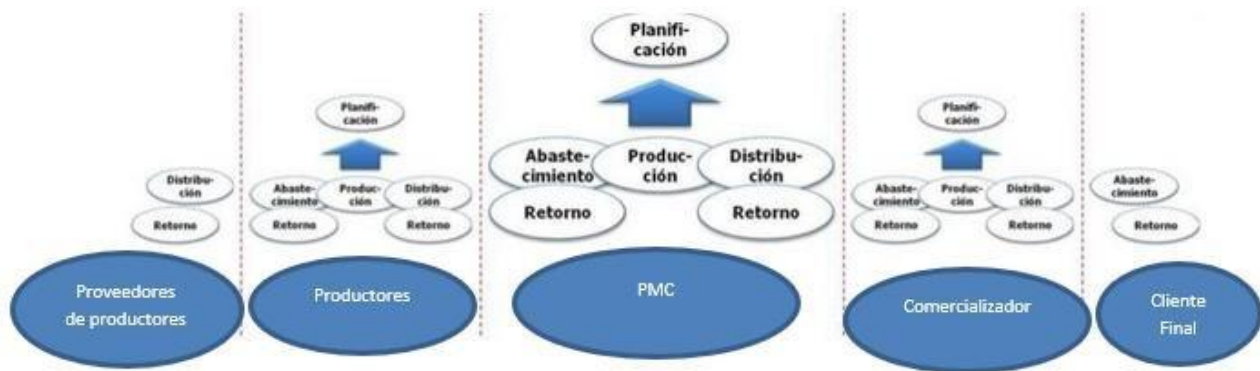 Distribu-
ción
Retorno
Proveedores
de productores
Planifi-
cación
Abaste-
cimiento
Produc-
ción
Distribu-
ción
Retorno
Retorno
Productores
Planifi-
cación
Abaste-
cimiento
Produc-
ción
Distribu-
ción
Retorno
Retorno
PMC
Planifi-
cación
Abaste-
cimiento
Produc-
ción
Distribu-
ción
Retorno
Retorno
Comercializador
Abaste-
cimiento
Retorno
Cliente
Final